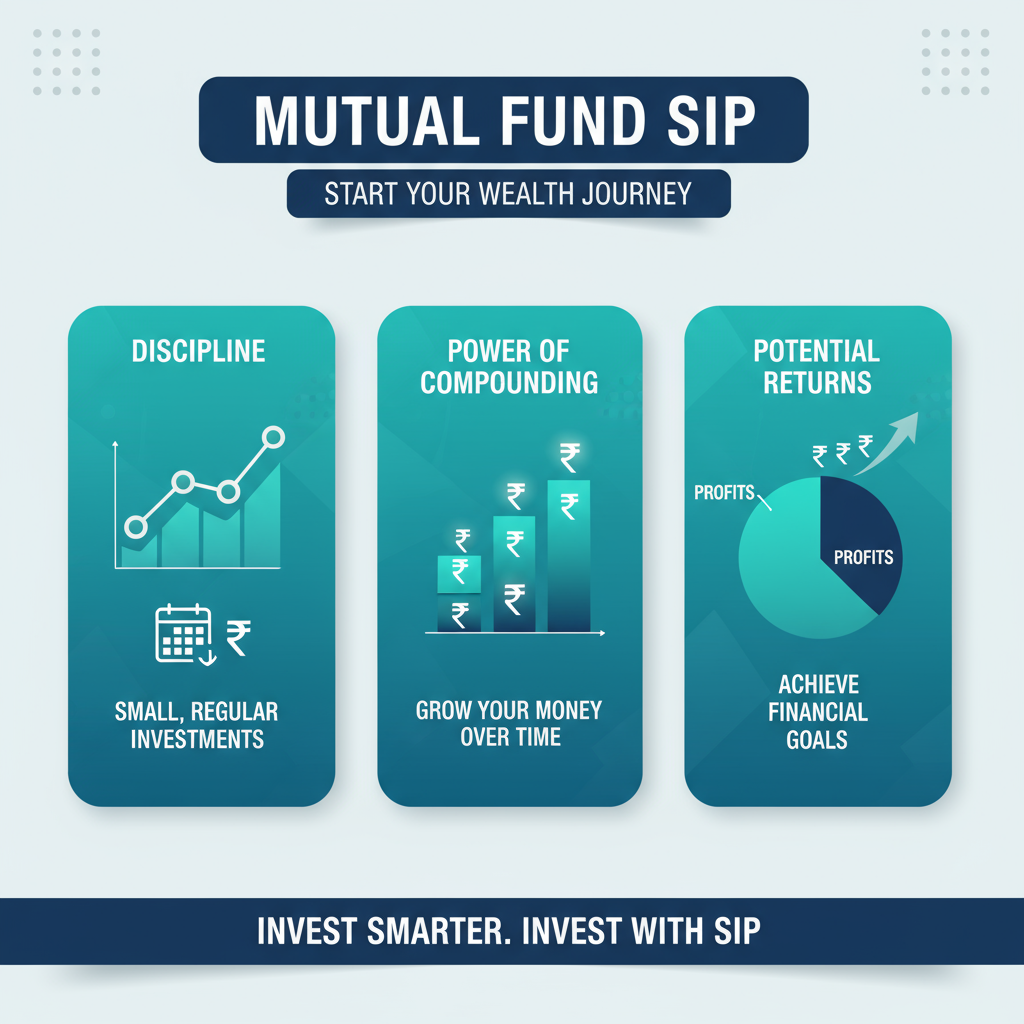 MUTUAL FUND SIP
START YOUR WEALTH JOURNEY
DISCIPLINE
₹
SMALL, REGULAR
INVESTMENTS
POWER OF
COMPOUNDING
₹
₹
₹
₹
₹
₹
₹
₹
GROW YOUR MONEY
OVER TIME
POTENTIAL
RETURNS
₹ ₹ ₹
PROFITS
PROFITS
ACHIEVE
FINANCIAL
GOALS
INVEST SMARTER. INVEST WITH SIP